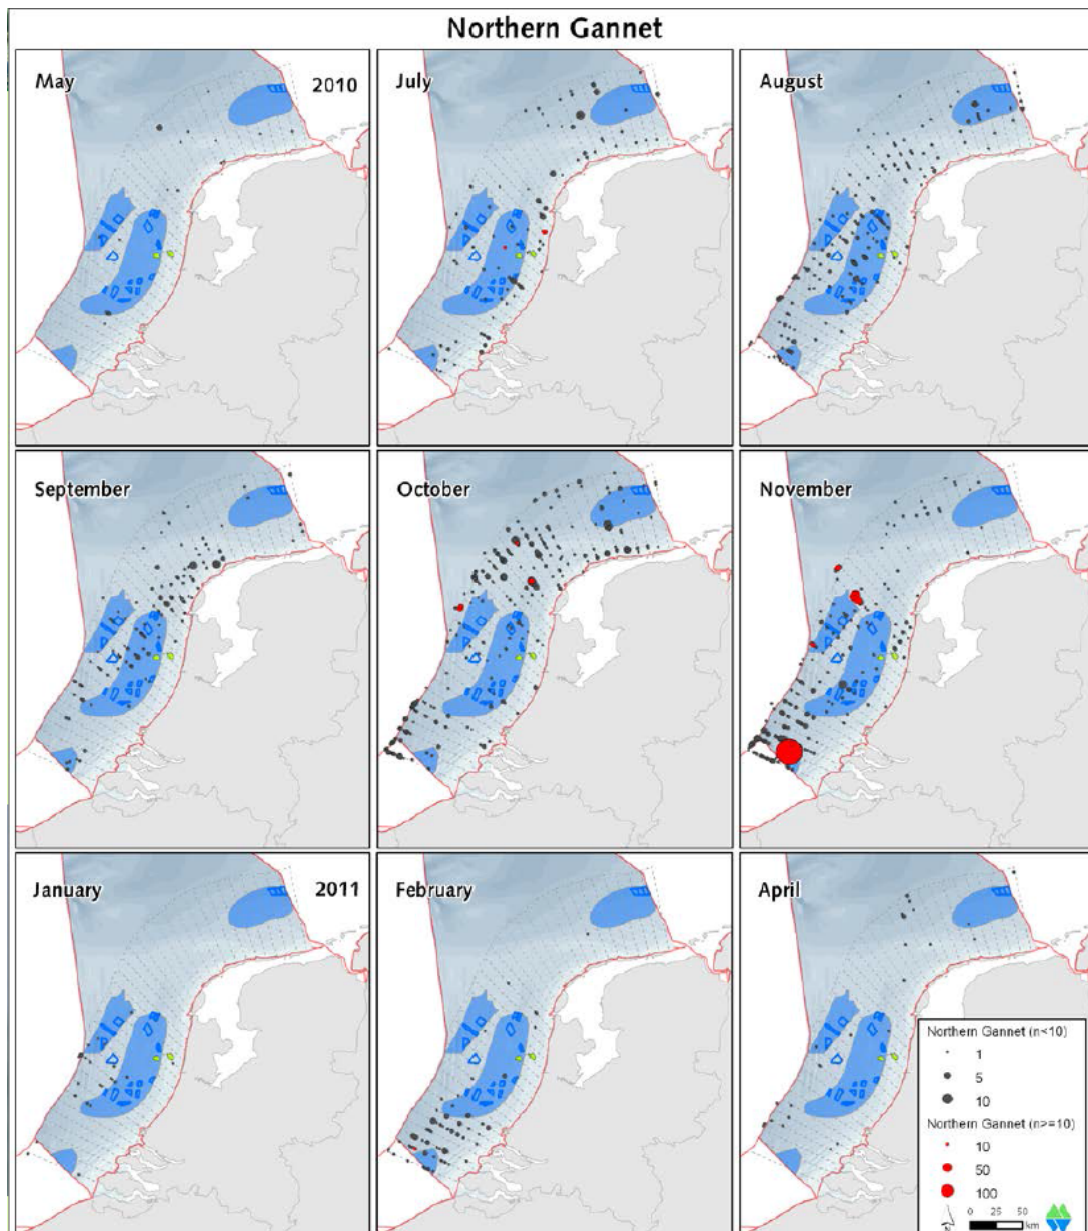 Northern Gannet
May
2010
July
August
September
October
November
January
2011
February
April
Northern Gannet (n<10)
1
5
10
Northern Gannet (n>=10)
10
50
100
0 25 50
km